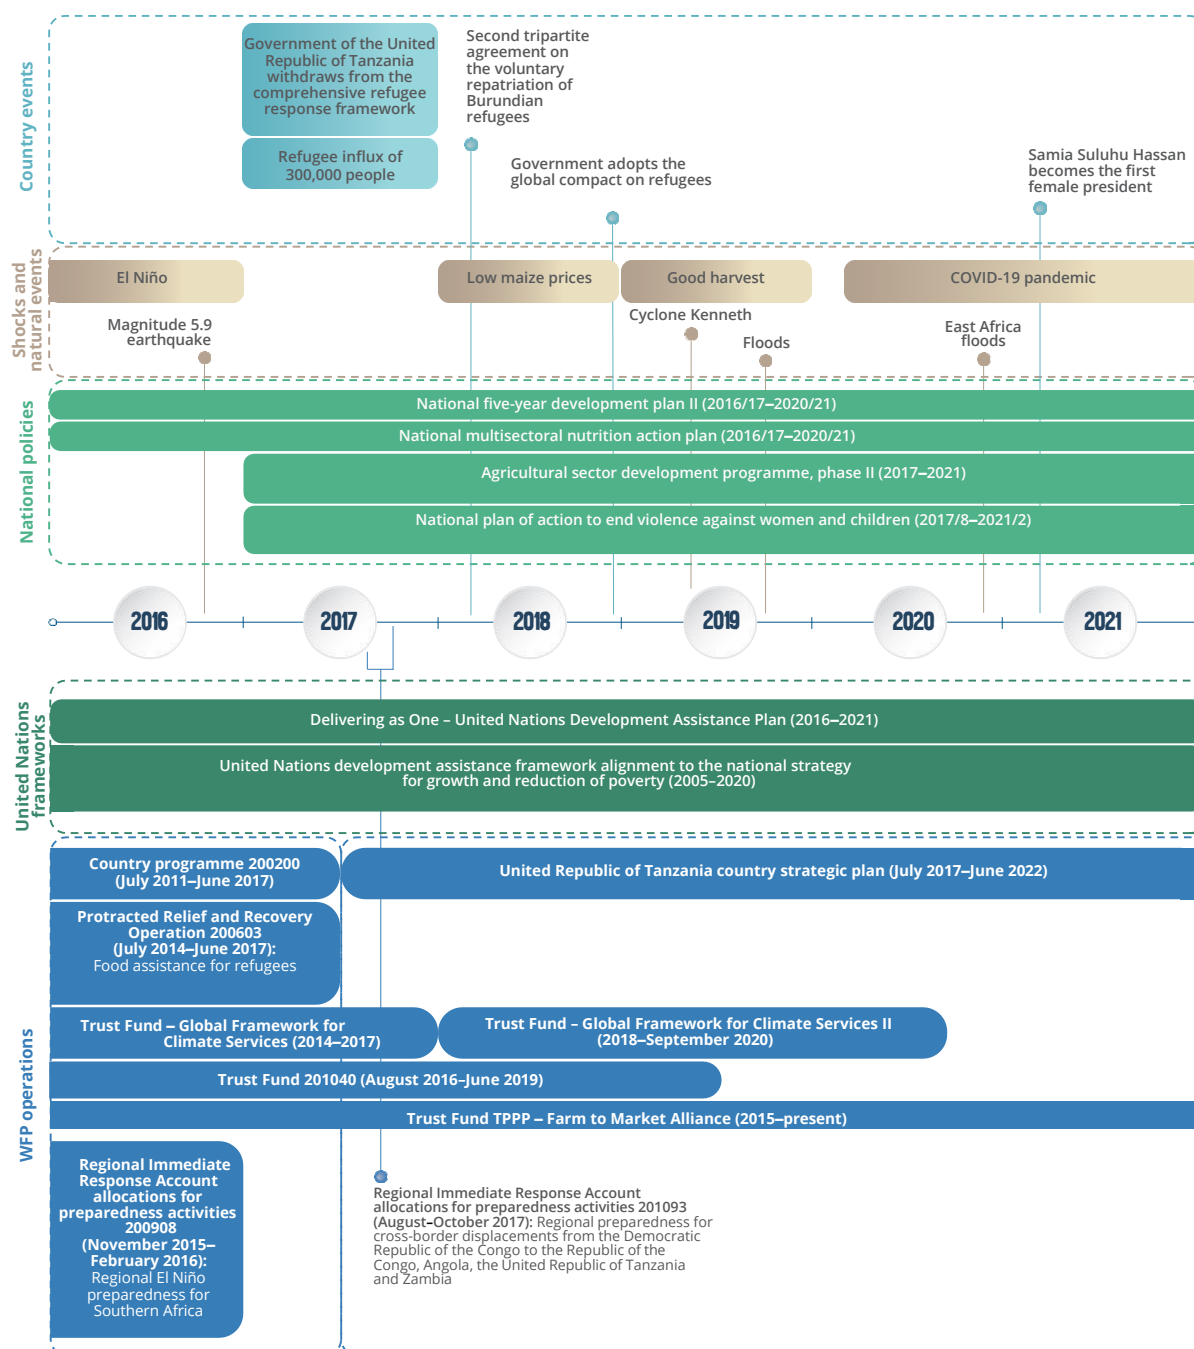 Country events
Government of the United
Republic of Tanzania
withdraws from the
comprehensive refugee
response framework
Refugee influx of
300,000 people
Second tripartite
agreement on
the voluntary
repatriation of
Burundian
refugees
Government adopts the
global compact on refugees
Samia Suluhu Hassan
becomes the first
female president
Shocks and
natural events
El Niño
Low maize prices
Good harvest
COVID-19 pandemic
Magnitude 5.9
earthquake
Cyclone Kenneth
Floods
East Africa
floods
National policies
National five-year development plan II (2016/17–2020/21)
National multisectoral nutrition action plan (2016/17–2020/21)
Agricultural sector development programme, phase II (2017–2021)
National plan of action to end violence against women and children (2017/8–2021/2)
2016
2017
2018
2019
2020
2021
United Nations
frameworks
Delivering as One – United Nations Development Assistance Plan (2016–2021)
United Nations development assistance framework alignment to the national strategy
for growth and reduction of poverty (2005–2020)
WFP operations
Country programme 200200
(July 2011–June 2017)
United Republic of Tanzania country strategic plan (July 2017–June 2022)
Protracted Relief and Recovery
Operation 200603
(July 2014–June 2017):
Food assistance for refugees
Trust Fund – Global Framework for
Climate Services (2014–2017)
Trust Fund – Global Framework for Climate Services II
(2018–September 2020)
Trust Fund 201040 (August 2016–June 2019)
Trust Fund TPPP – Farm to Market Alliance (2015–present)
Regional Immediate
Response Account
allocations for
preparedness activities
200908
(November 2015–
February 2016):
Regional El Niño
preparedness for
Southern Africa
Regional Immediate Response Account
allocations for preparedness activities 201093
(August–October 2017): Regional preparedness for
cross-border displacements from the Democratic
Republic of the Congo to the Republic of the
Congo, Angola, the United Republic of Tanzania
and Zambia